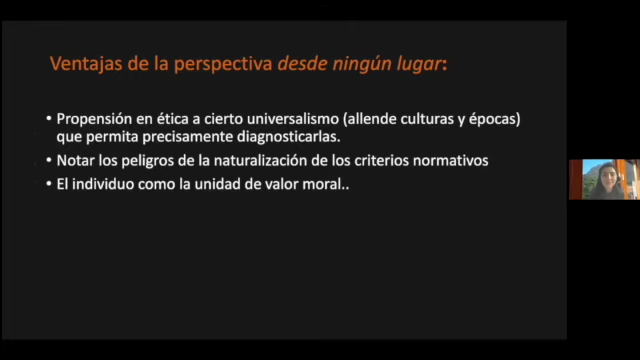 Ventajas de la perspectiva desde ningún lugar:
• Propensión en ética a cierto universalismo (allende culturas y épocas)
que permita precisamente diagnosticarlas.
• Notar los peligros de la naturalización de los criterios normativos
• El individuo como la unidad de valor moral..